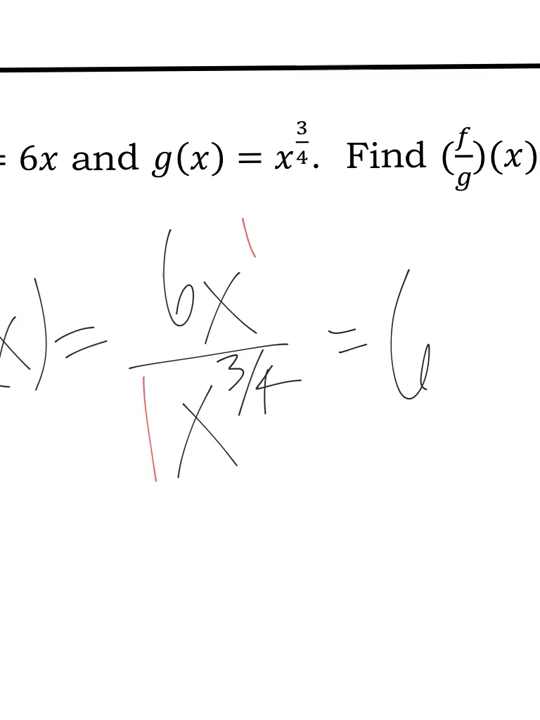 = 6x and g(x) = x^{3/4}. Find (f/g)(x)
x) = 6x^1 / 1x^{3/4} = 6